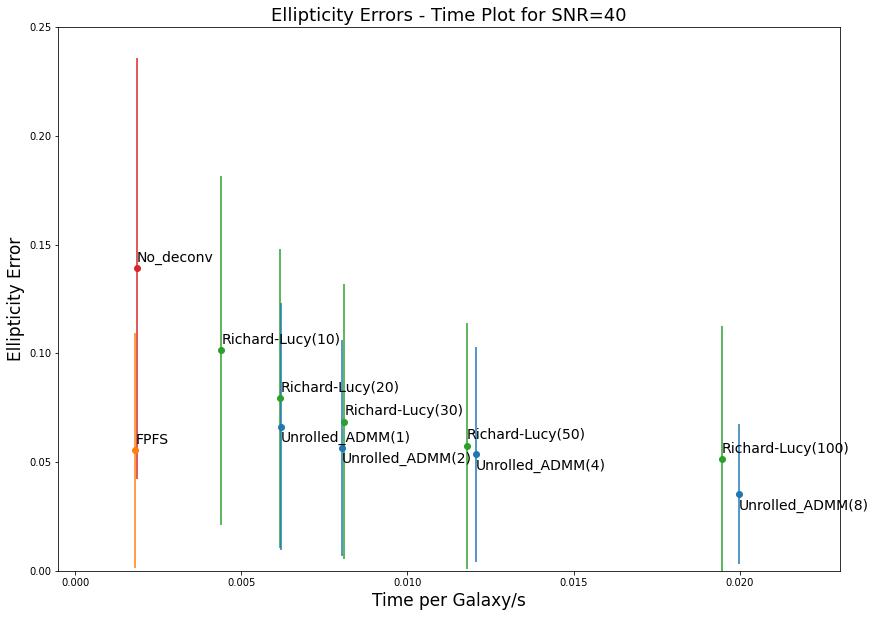 Ellipticity Errors - Time Plot for SNR=40
0.25
0.20
0.15
0.10
0.05
0.00
Ellipticity Error
No_deconv
Richard-Lucy(10)
Richard-Lucy(20)
Richard-Lucy(30)
FPFS
Unrolled_ADMM(1)
Richard-Lucy(50)
Unrolled_ADMM(2)
Unrolled_ADMM(4)
Richard-Lucy(100)
Unrolled_ADMM(8)
0.000 0.005 0.010 0.015 0.020
Time per Galaxy/s